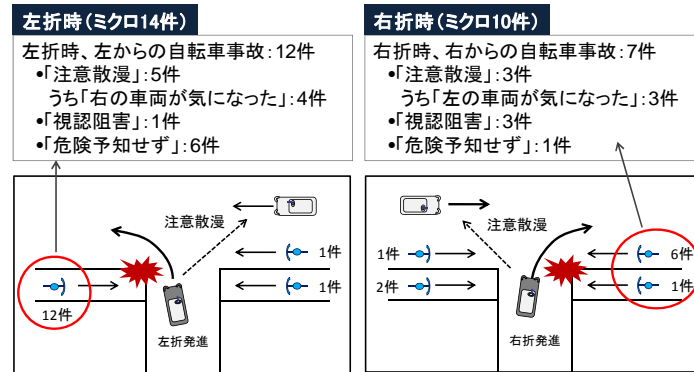 左折時(ミクロ14件)
左折時、左からの自転車事故:12件
•「注意散漫」:5件
うち「右の車両が気になった」:4件
•「視認阻害」:1件
•「危険予知せず」:6件
注意散漫
1件
1件
12件
左折発進
右折時(ミクロ10件)
右折時、右からの自転車事故:7件
•「注意散漫」:3件
うち「左の車両が気になった」:3件
•「視認阻害」:3件
•「危険予知せず」:1件
注意散漫
1件
6件
2件
1件
右折発進